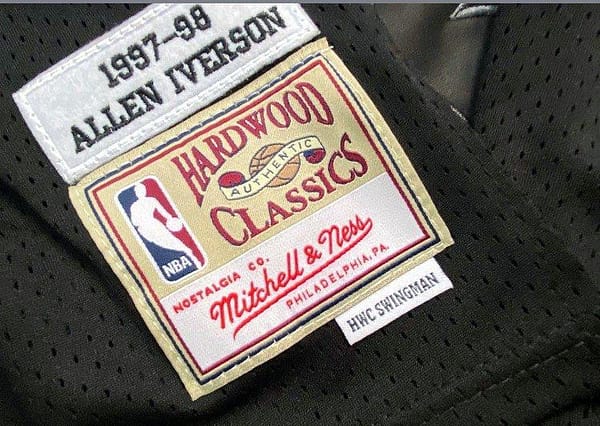 1997-98
ALLEN IVERSON
HARDWOOD
AUTHENTIC
CLASSICS
NBA
NOSTALGIA CO.
Mitchell & Ness
PHILADELPHIA, PA.
HWC SWINGMAN